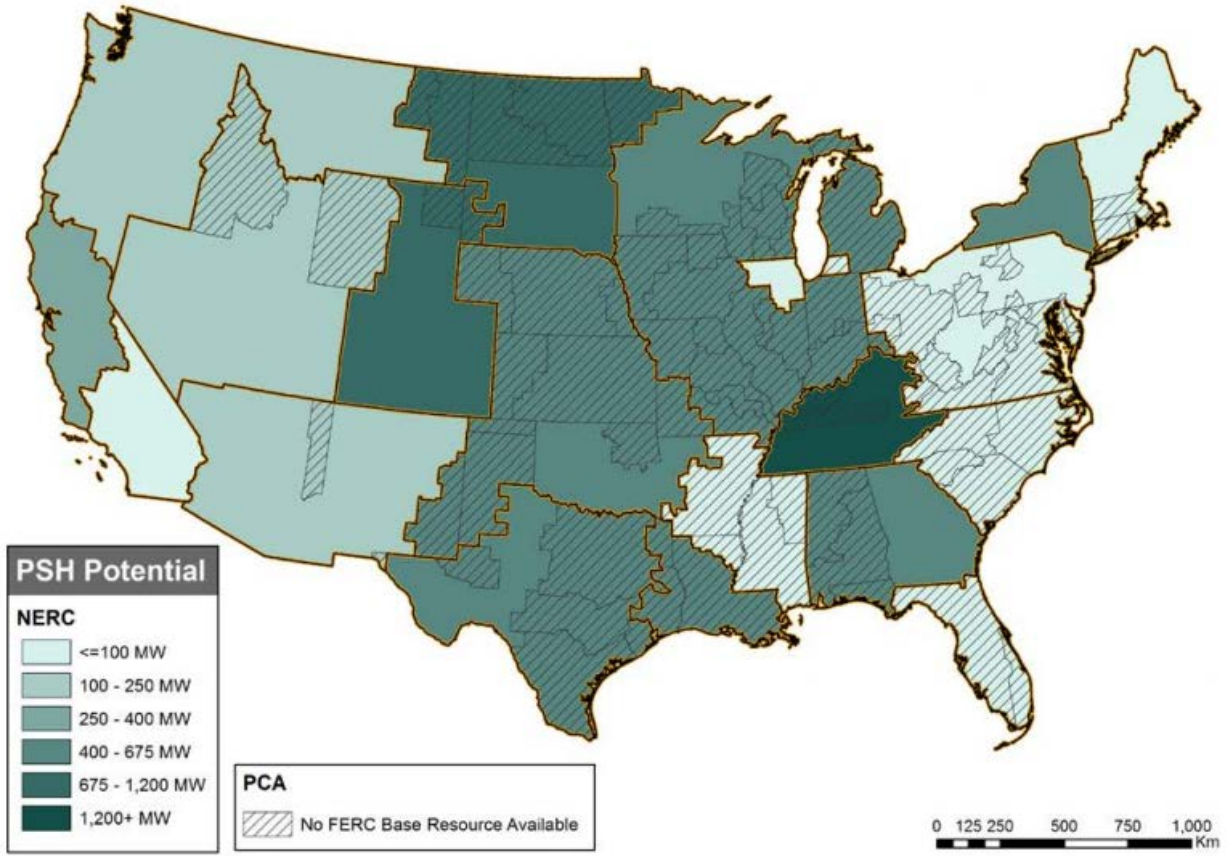 PSH Potential
NERC
<=100 MW
100 - 250 MW
250 - 400 MW
400 - 675 MW
675 - 1,200 MW
1,200+ MW
PCA
No FERC Base Resource Available
0 125 250 500 750 1,000
Km